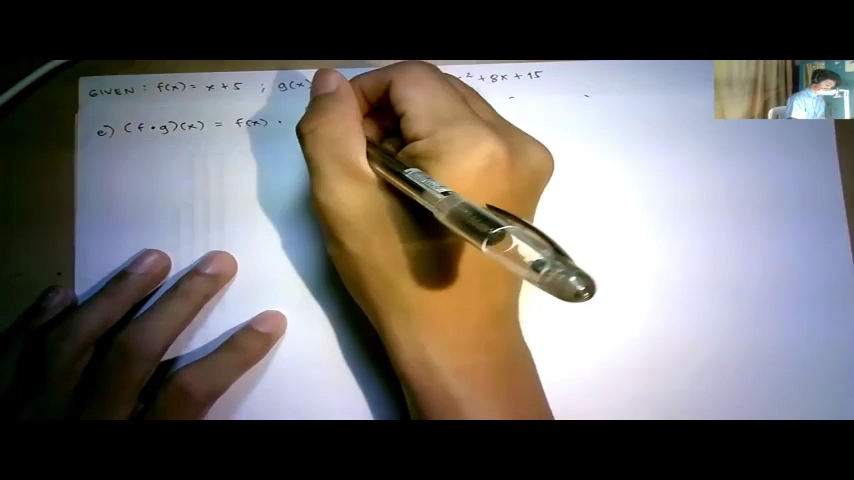 GIVEN : f(x) = x + 5 ; g(x) x² + 8x + 15
e) (f • g)(x) = f(x) •